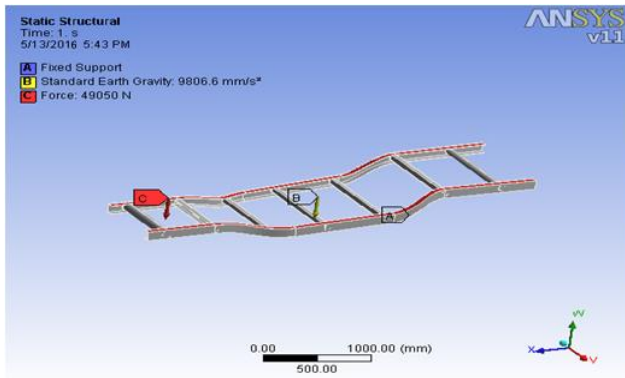 Static Structural
Time: 1. s
5/13/2016 5:43 PM
A Fixed Support
B Standard Earth Gravity: 9806.6 mm/s²
C Force: 49050 N
ANSYS
v11
C
B
A
0.00 1000.00 (mm)
500.00
W
X
V